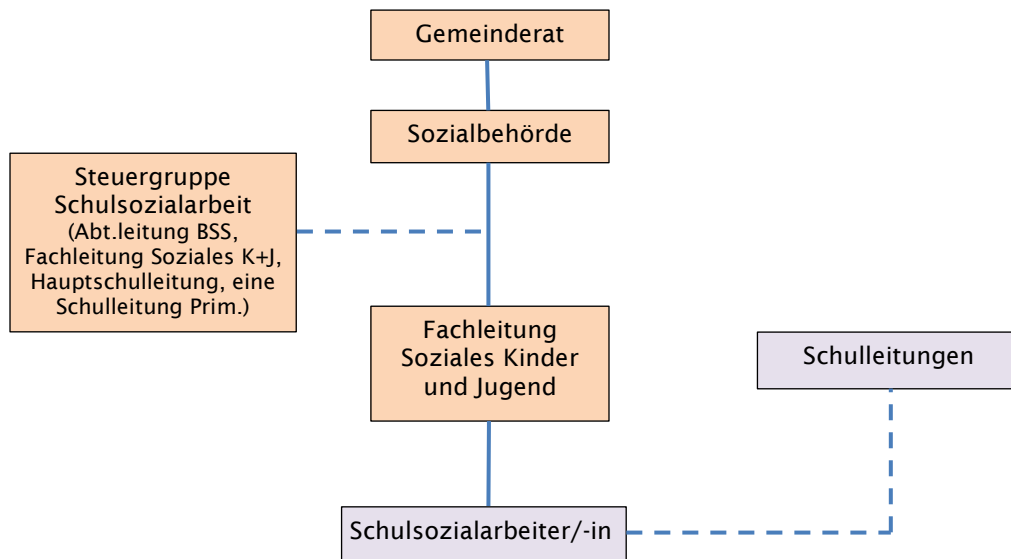 Gemeinderat
Sozialbehörde
Steuergruppe
Schulsozialarbeit
(Abt.leitung BSS,
Fachleitung Soziales K+J,
Hauptschulleitung, eine
Schulleitung Prim.)
Fachleitung
Soziales Kinder
und Jugend
Schulleitungen
Schulsozialarbeiter/-in